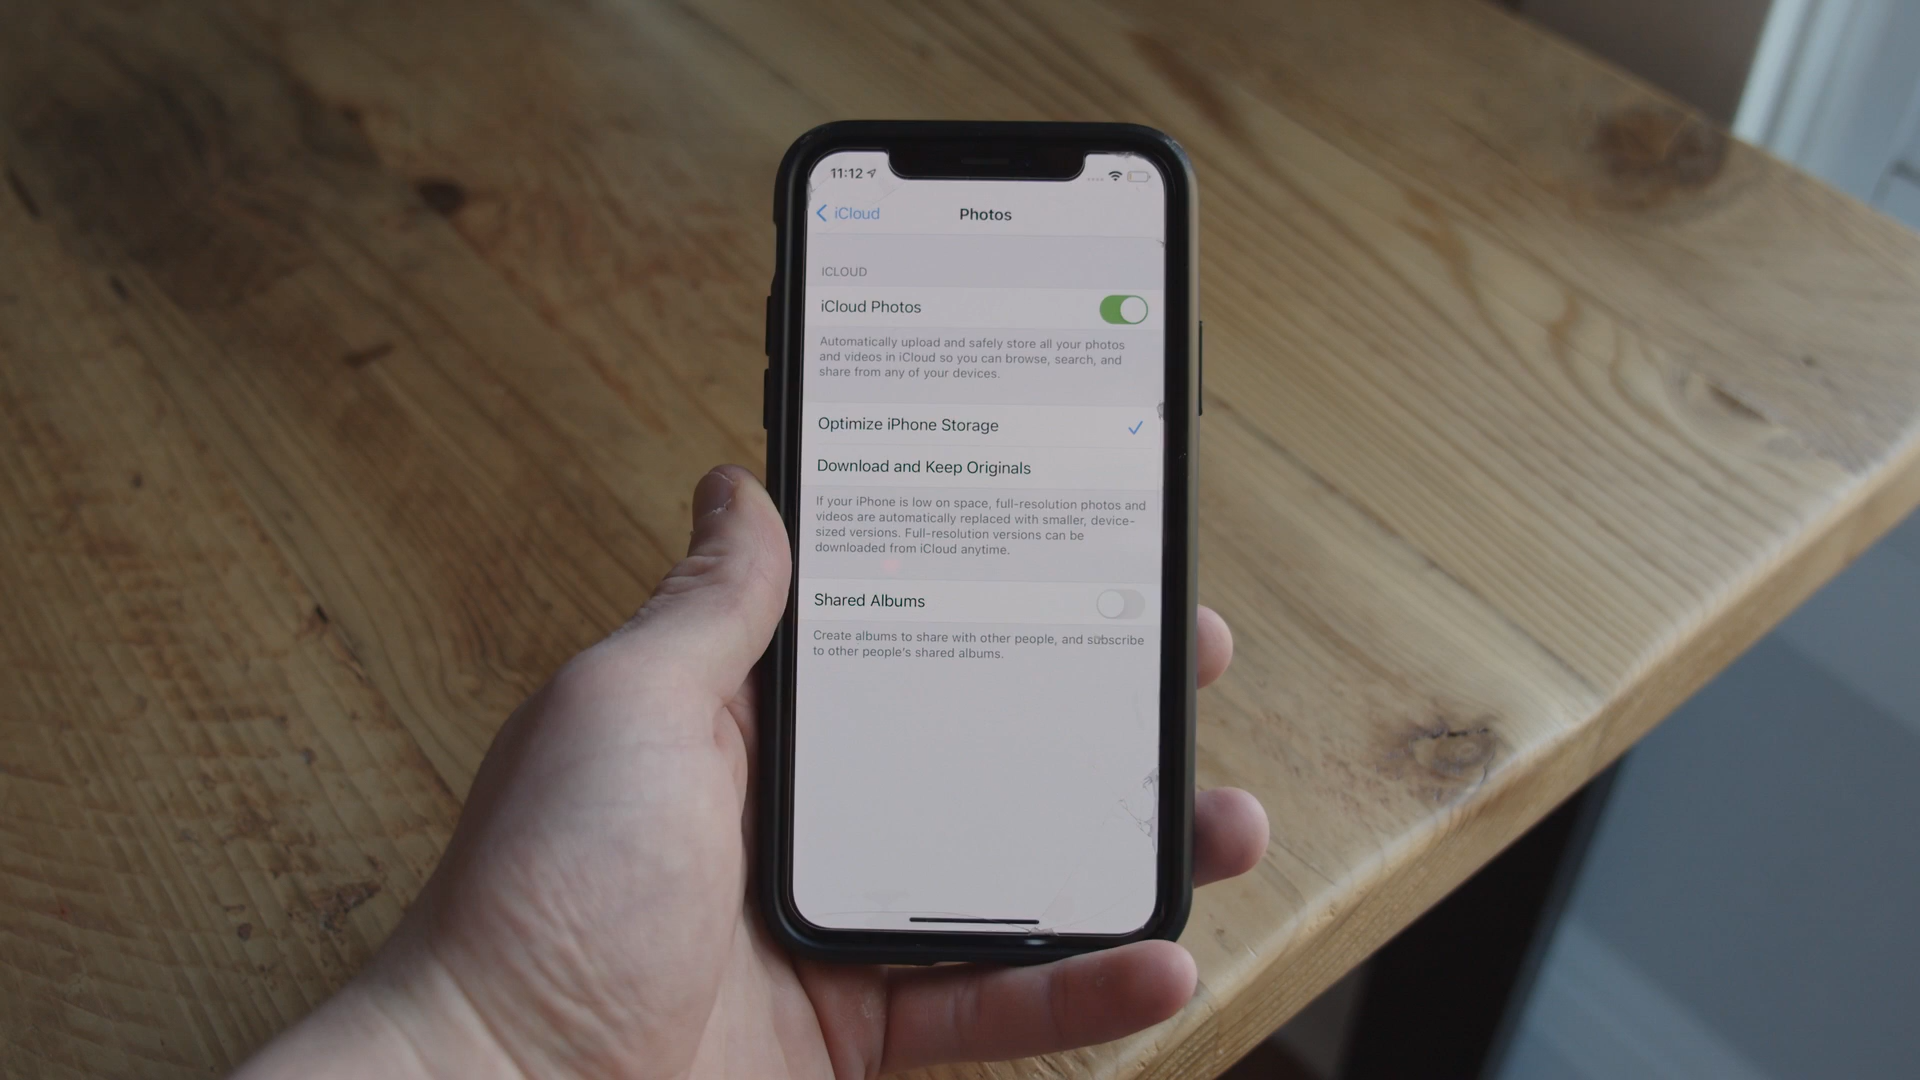 11:12
iCloud
Photos
ICLOUD
iCloud Photos
Automatically upload and safely store all your photos
and videos in iCloud so you can browse, search, and
share from any of your devices.
Optimize iPhone Storage
Download and Keep Originals
If your iPhone is low on space, full-resolution photos and
videos are automatically replaced with smaller, device-
sized versions. Full-resolution versions can be
downloaded from iCloud anytime.
Shared Albums
Create albums to share with other people, and subscribe
to other people's shared albums.